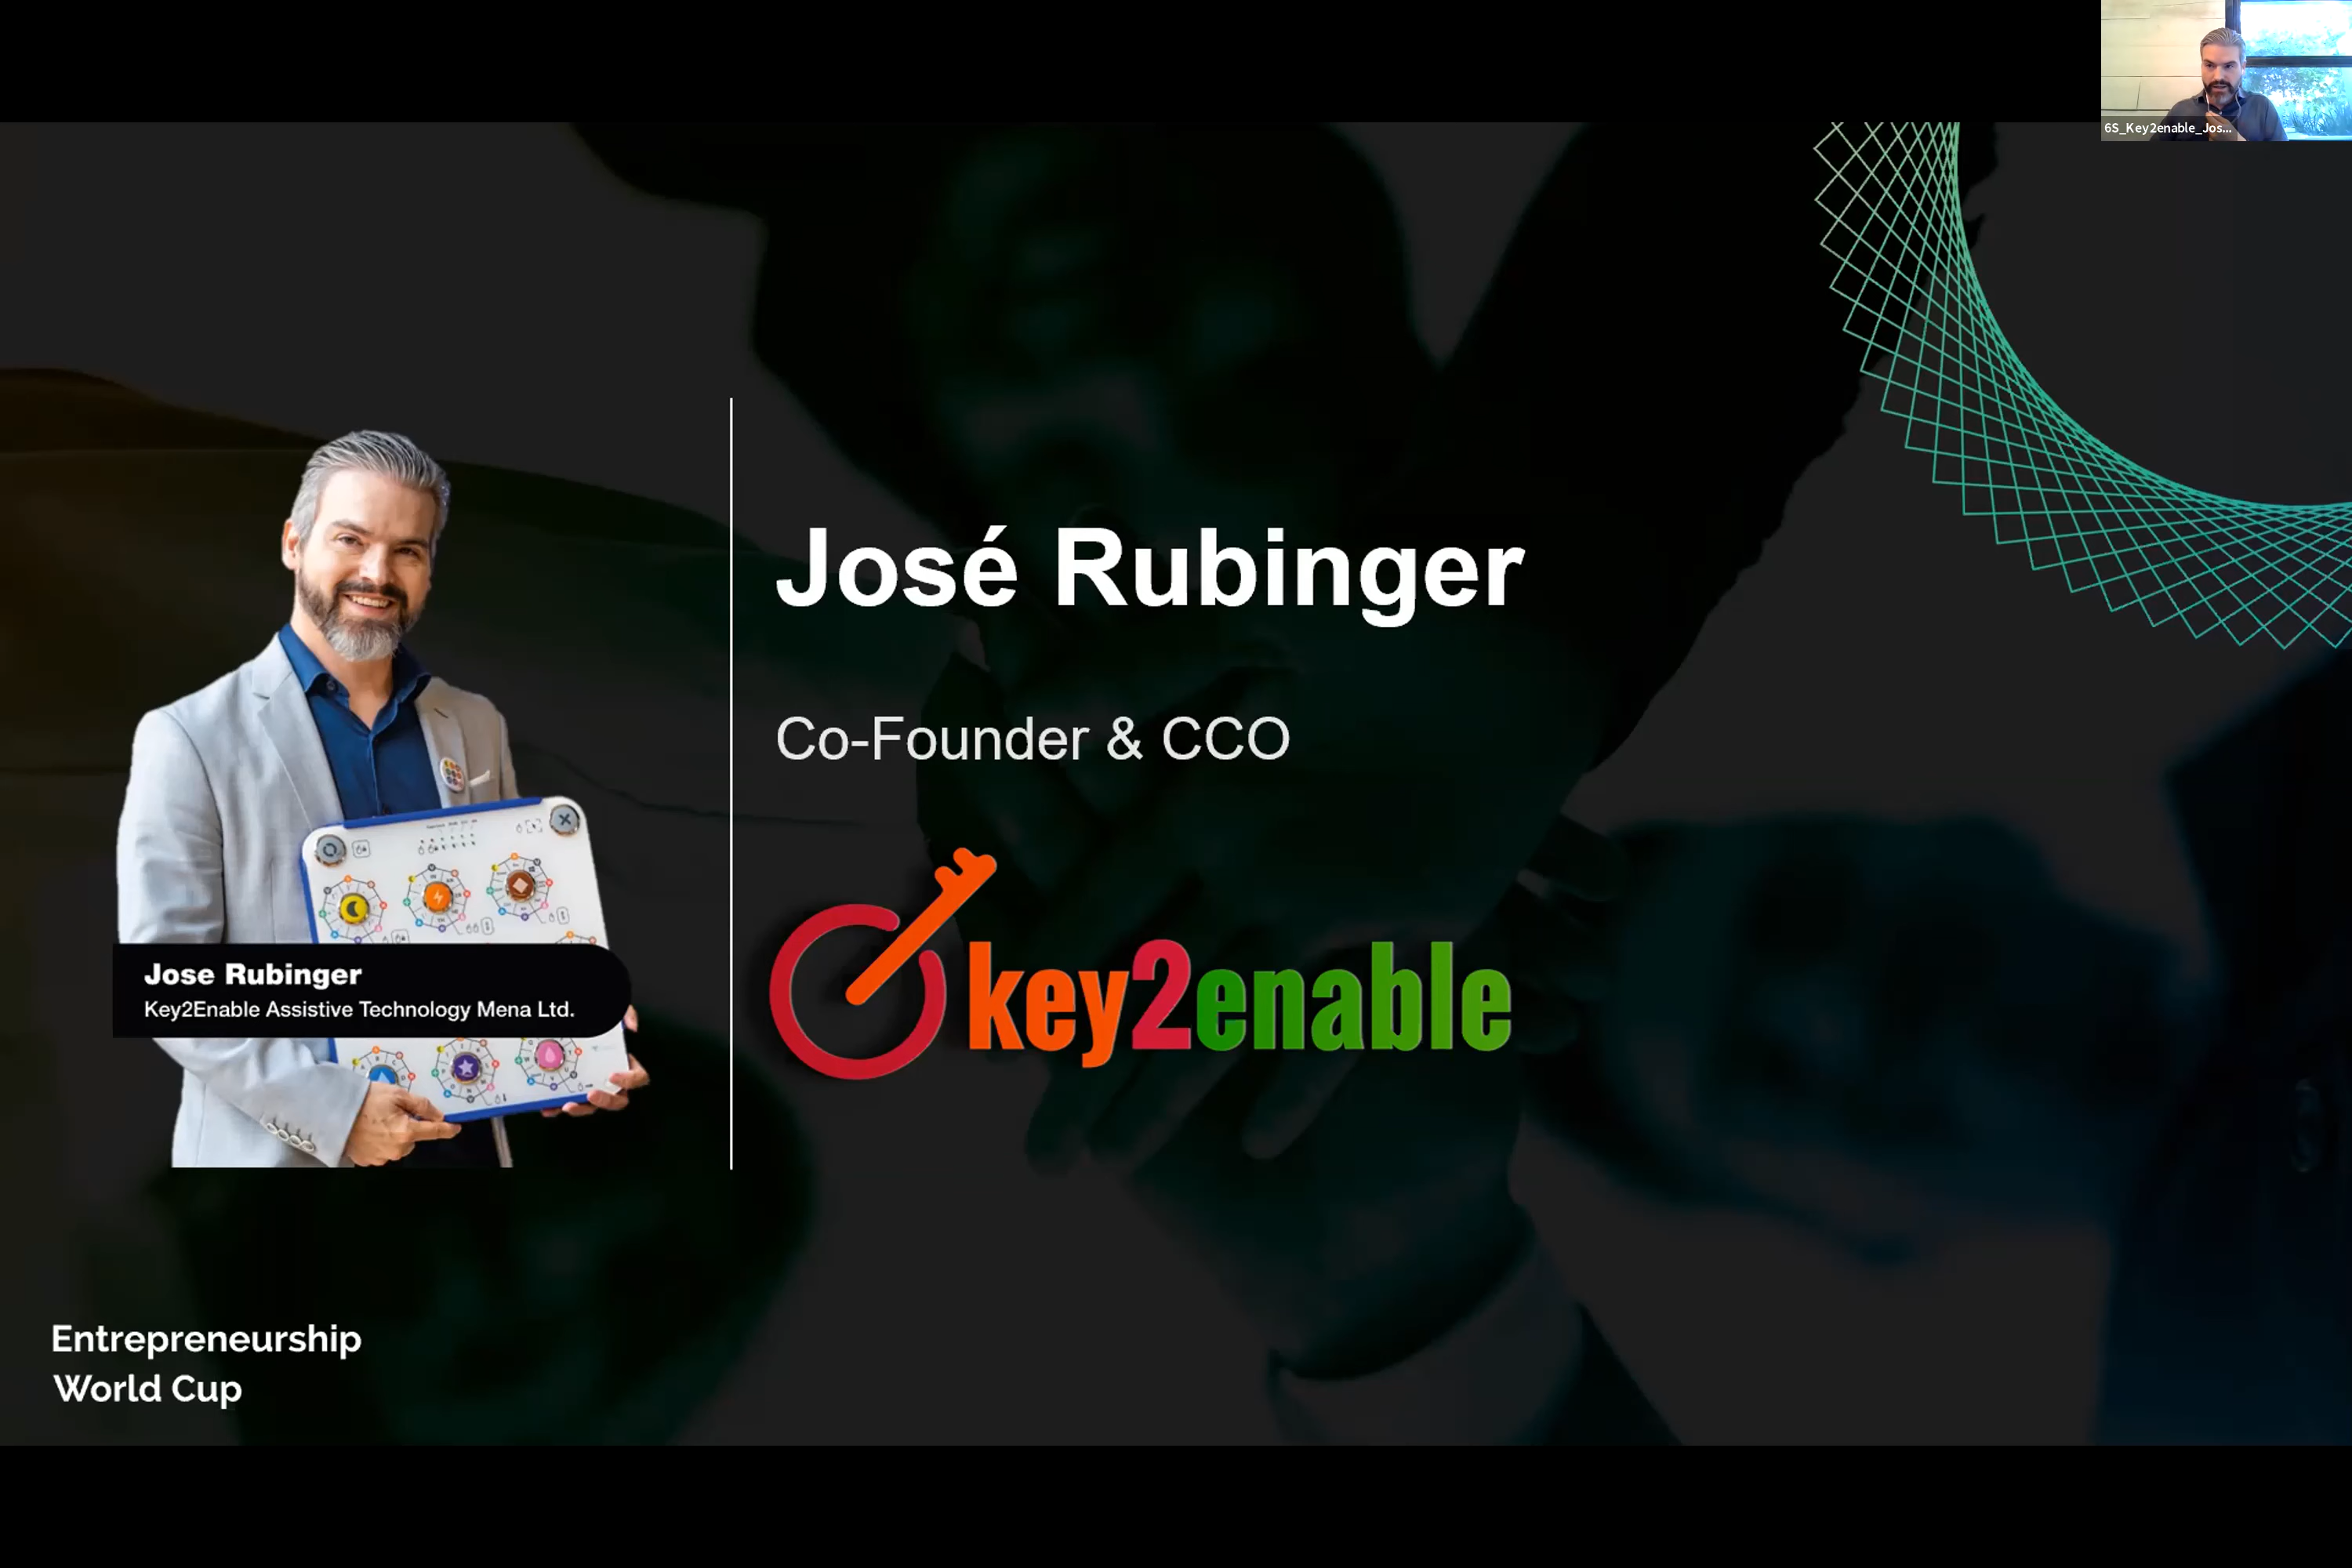 6S_Key2enable_Jos...
José Rubinger
Co-Founder & CCO
key2enable
Jose Rubinger
Key2Enable Assistive Technology Mena Ltd.
Entrepreneurship
World Cup